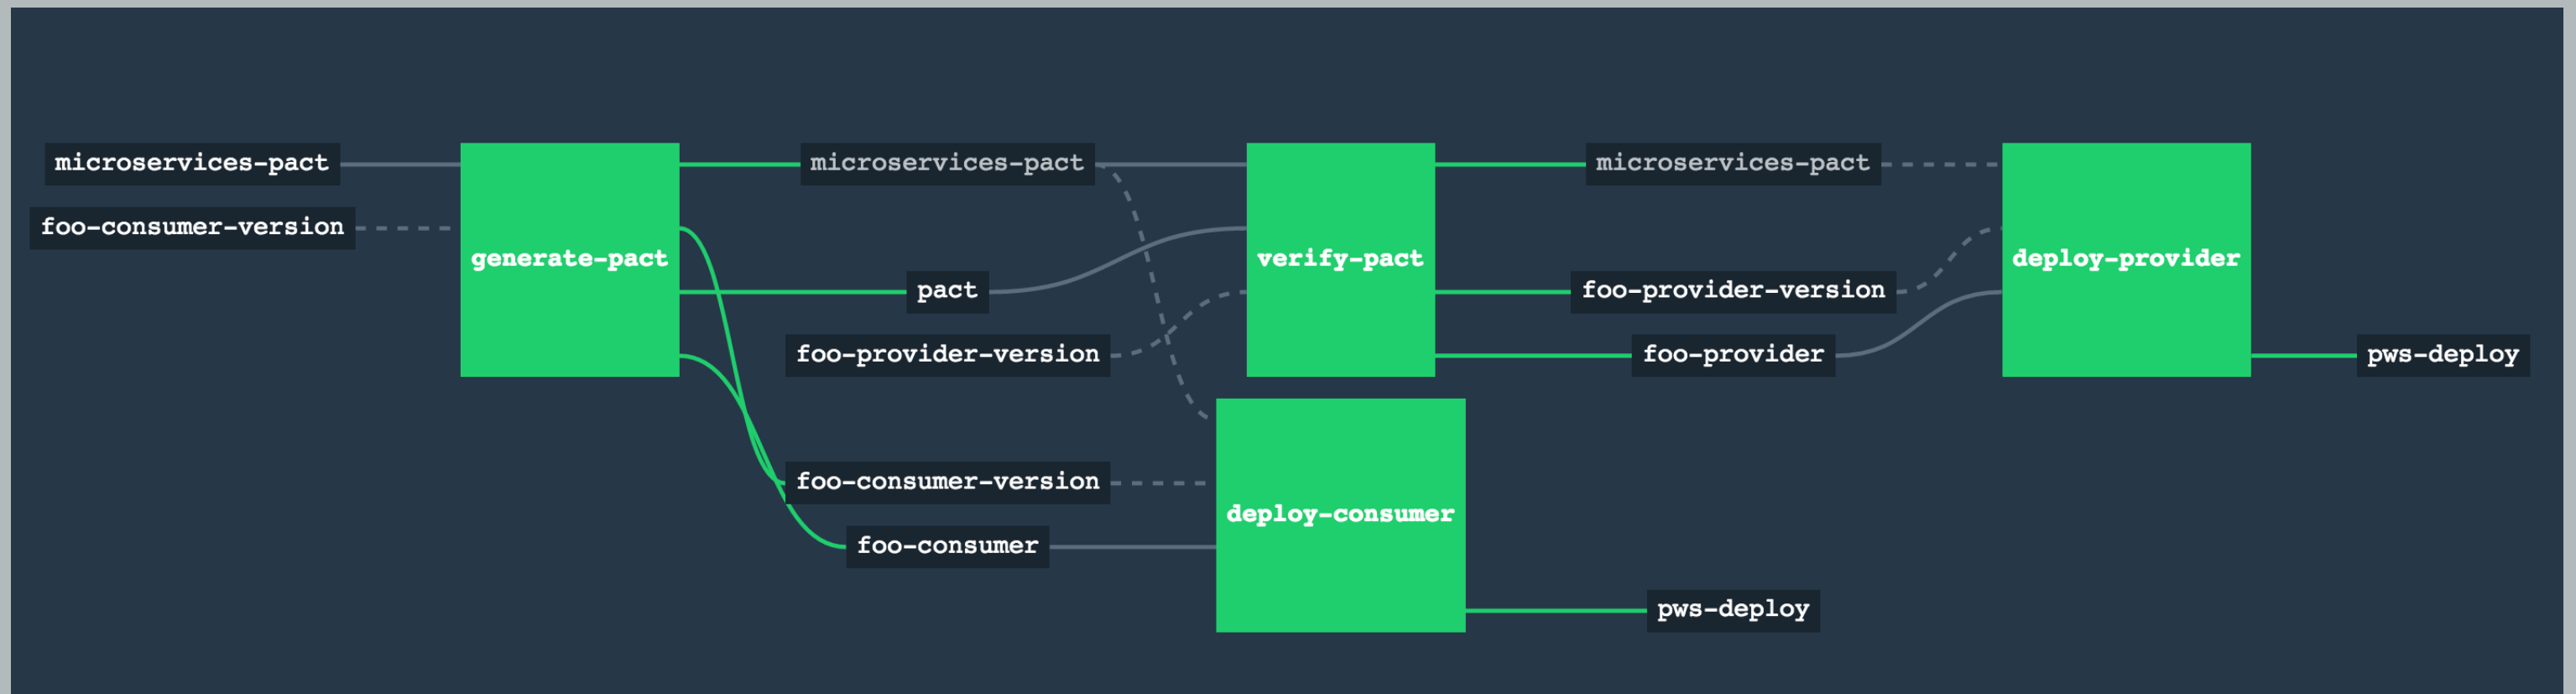 microservices-pact
foo-consumer-version
generate-pact
microservices-pact
pact
foo-provider-version
foo-consumer-version
foo-consumer
verify-pact
deploy-consumer
microservices-pact
foo-provider-version
foo-provider
pws-deploy
deploy-provider
pws-deploy